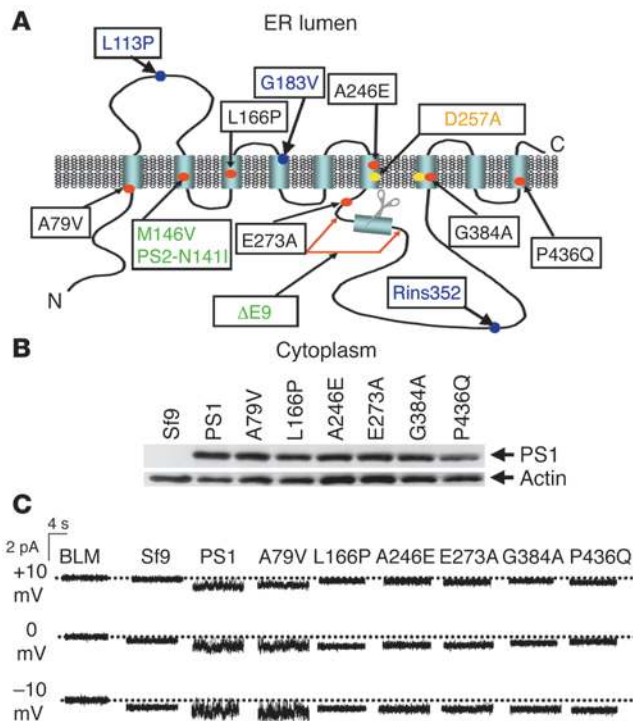 A
ER lumen
L113P
G183V
A246E
L166P
D257A
C
A79V
M146V
PS2-N141I
E273A
G384A
P436Q
N
ΔE9
Rins352
B
Cytoplasm
Sf9 PS1 A79V L166P A246E E273A G384A P436Q
PS1
Actin
C
4 s
2 pA
BLM Sf9 PS1 A79V L166P A246E E273A G384A P436Q
+10
mV
0
mV
−10
mV